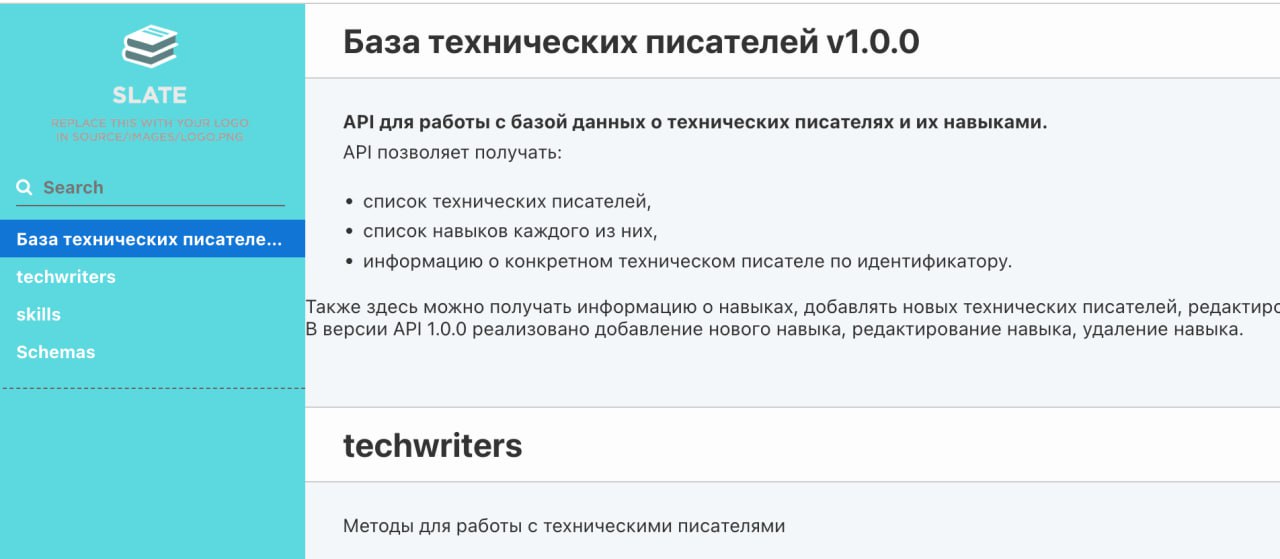 SLATE
REPLACE THIS WITH YOUR LOGO
IN SOURCE/IMAGES/LOGO.PNG
Search
База технических писателе...
techwriters
skills
Schemas
База технических писателей v1.0.0
API для работы с базой данных о технических писателях и их навыками.
API позволяет получать:
• список технических писателей,
• список навыков каждого из них,
• информацию о конкретном техническом писателе по идентификатору.
Также здесь можно получать информацию о навыках, добавлять новых технических писателей, редактиро
В версии API 1.0.0 реализовано добавление нового навыка, редактирование навыка, удаление навыка.
techwriters
Методы для работы с техническими писателями